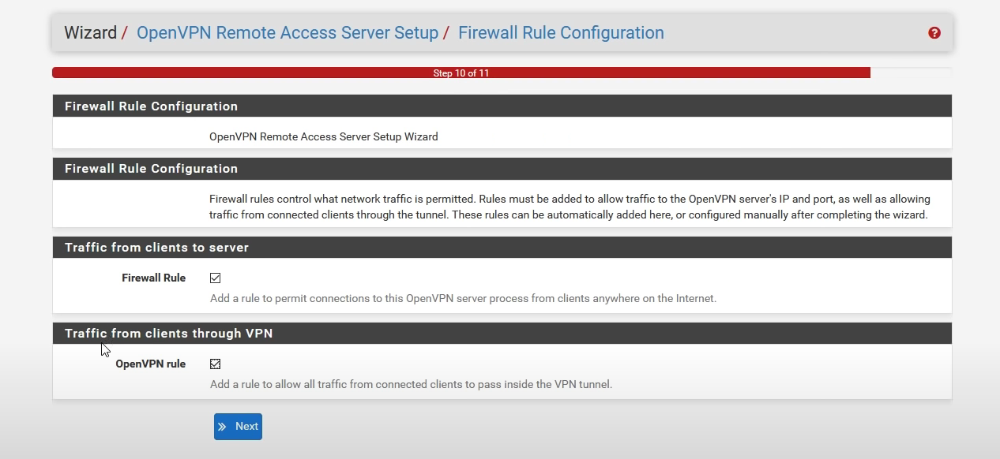 Wizard / OpenVPN Remote Access Server Setup / Firewall Rule Configuration
Step 10 of 11
Firewall Rule Configuration
OpenVPN Remote Access Server Setup Wizard
Firewall Rule Configuration
Firewall rules control what network traffic is permitted. Rules must be added to allow traffic to the OpenVPN server's IP and port, as well as allowing
traffic from connected clients through the tunnel. These rules can be automatically added here, or configured manually after completing the wizard.
Traffic from clients to server
Firewall Rule
Add a rule to permit connections to this OpenVPN server process from clients anywhere on the Internet.
Traffic from clients through VPN
OpenVPN rule
Add a rule to allow all traffic from connected clients to pass inside the VPN tunnel.
Next